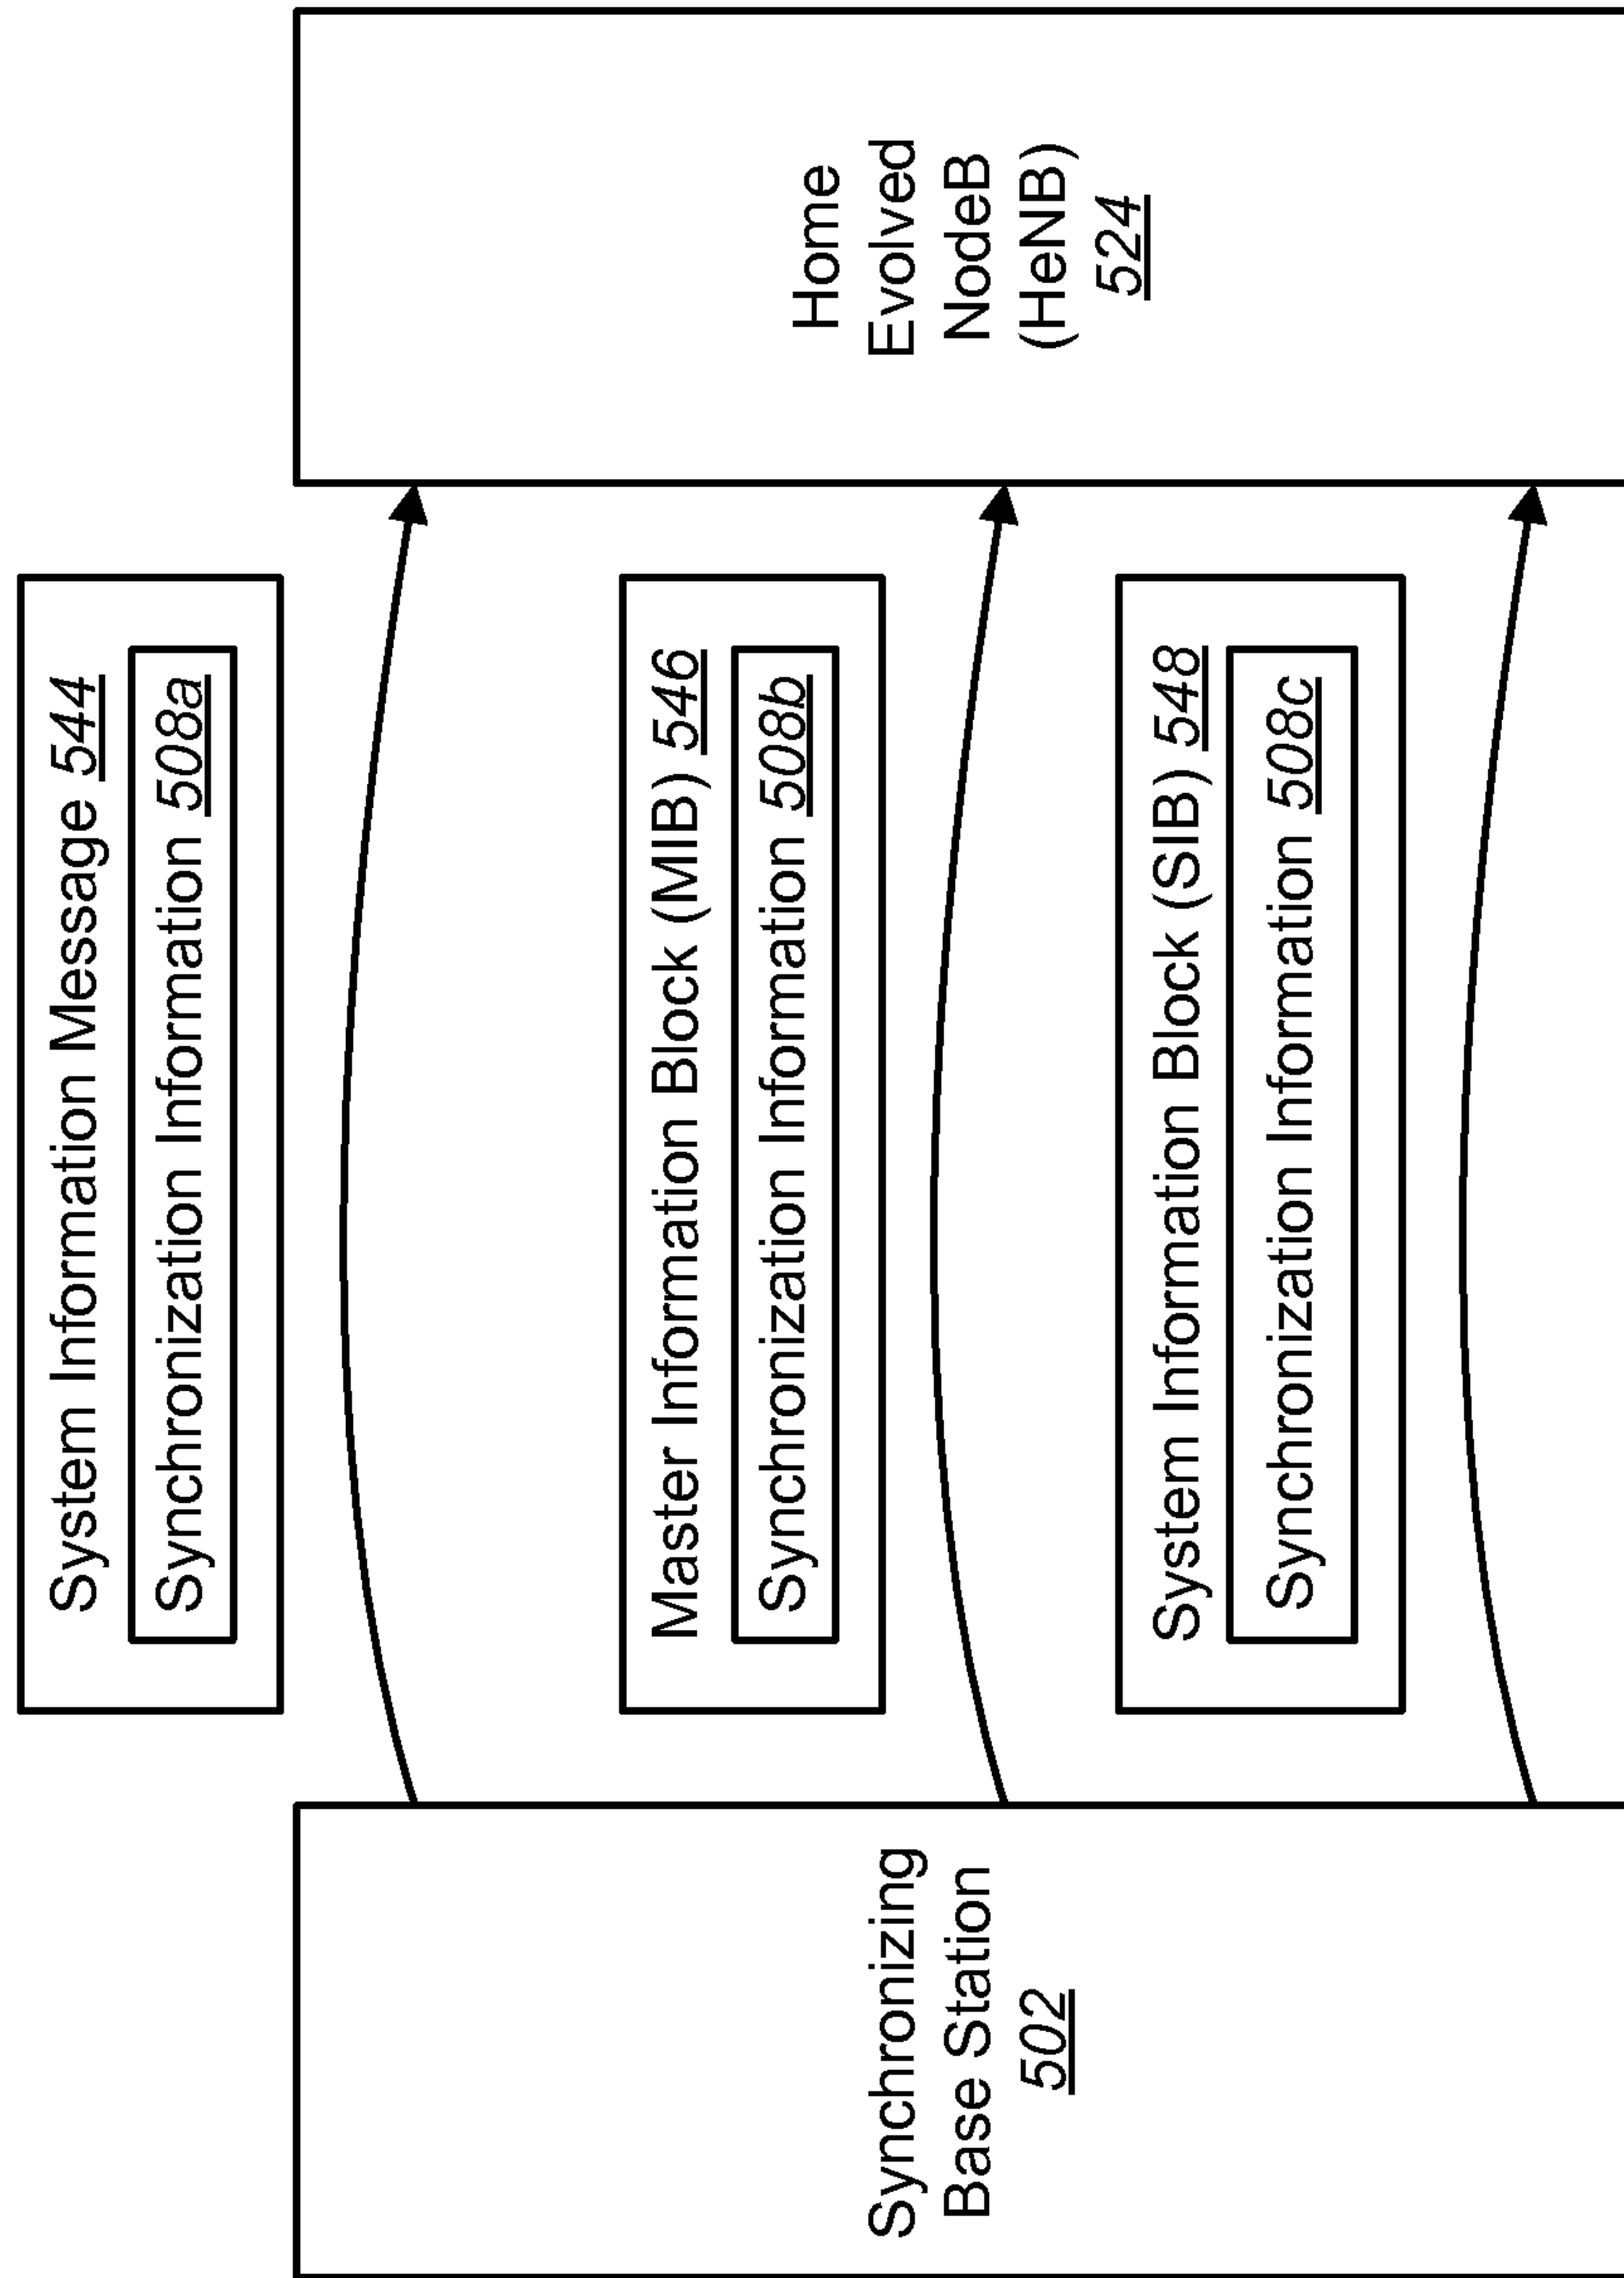 System Information Message 544
Synchronization Information 508a
Master Information Block (MIB) 546
Synchronization Information 508b
System Information Block (SIB) 548
Synchronization Information 508c
Synchronizing
Base Station
502
Home
Evolved
NodeB
(HeNB)
524